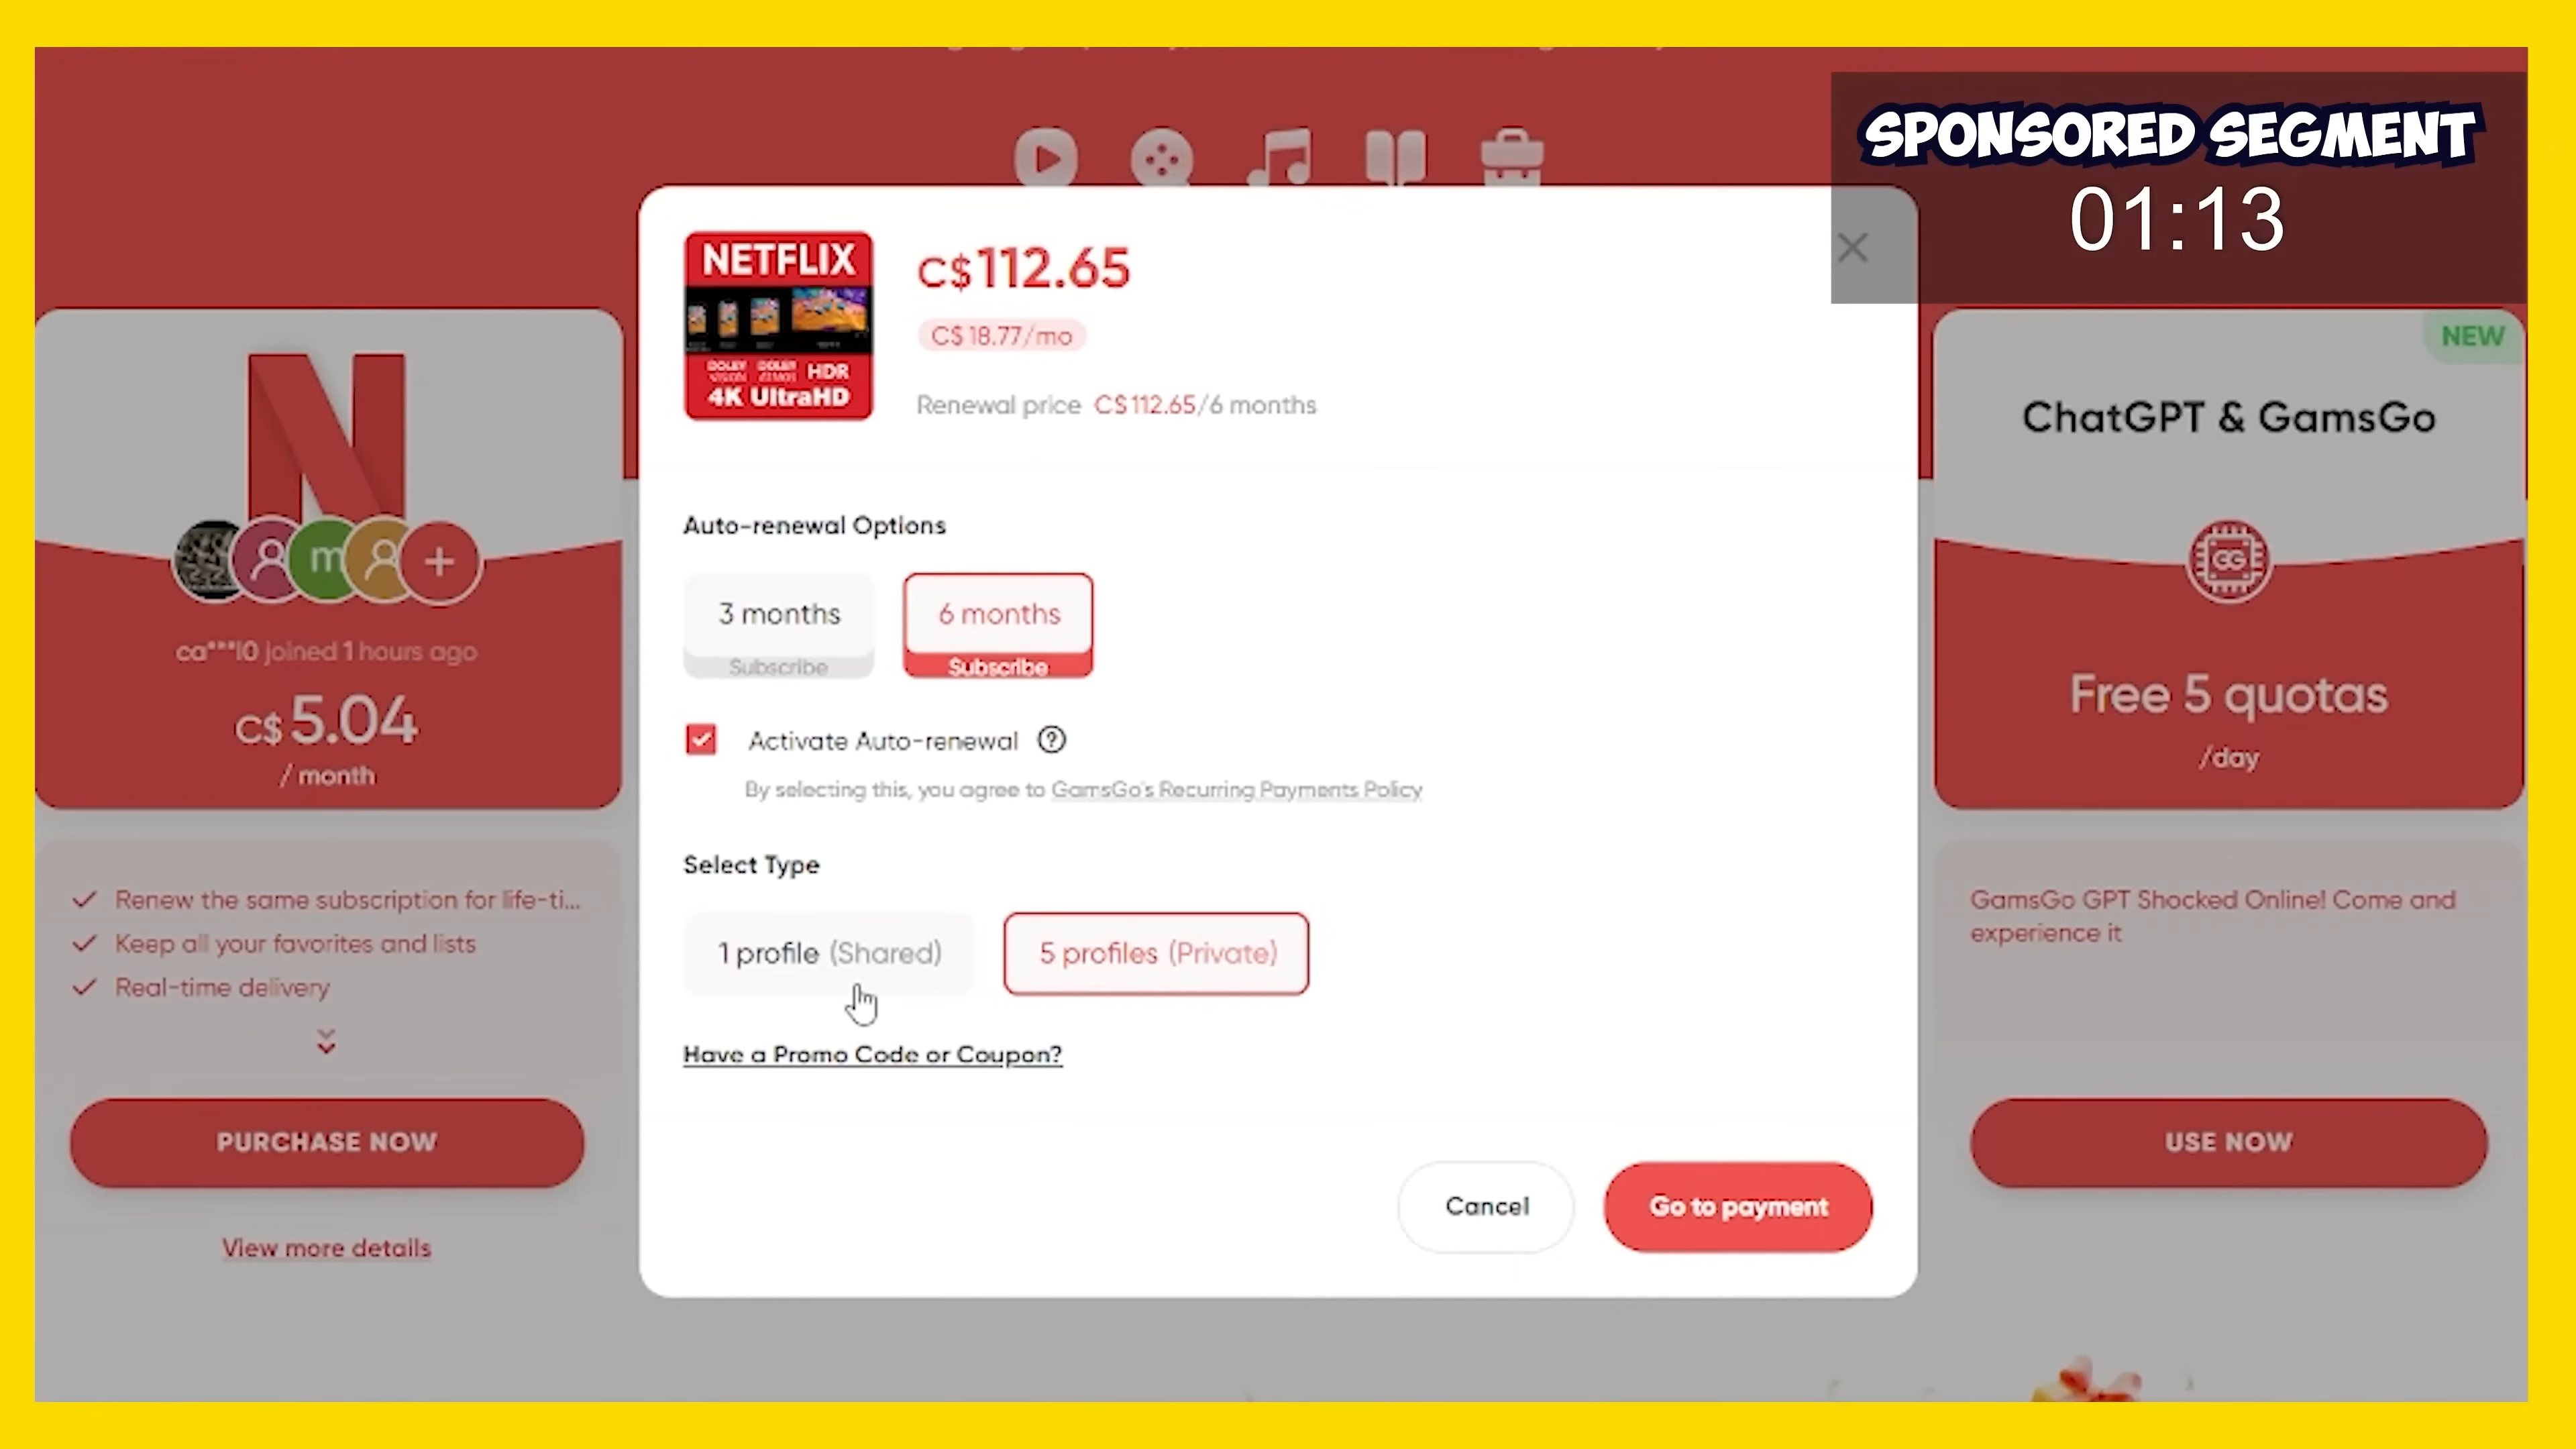 SPONSORED SEGMENT
01:13
NETFLIX
DOLBY VISION DOLBY ATMOS HDR
4K UltraHD
C$112.65
C$ 18.77/mo
Renewal price C$112.65/6 months
Auto-renewal Options
3 months
Subscribe
6 months
Subscribe
Activate Auto-renewal ?
By selecting this, you agree to GamsGo's Recurring Payments Policy
Select Type
1 profile (Shared)
5 profiles (Private)
Have a Promo Code or Coupon?
Cancel
Go to payment
N
m
+
ca***l0 joined 1 hours ago
C$ 5.04
/ month
Renew the same subscription for life-ti...
Keep all your favorites and lists
Real-time delivery
PURCHASE NOW
View more details
NEW
ChatGPT & GamsGo
GG
Free 5 quotas
/day
GamsGo GPT Shocked Online! Come and
experience it
USE NOW